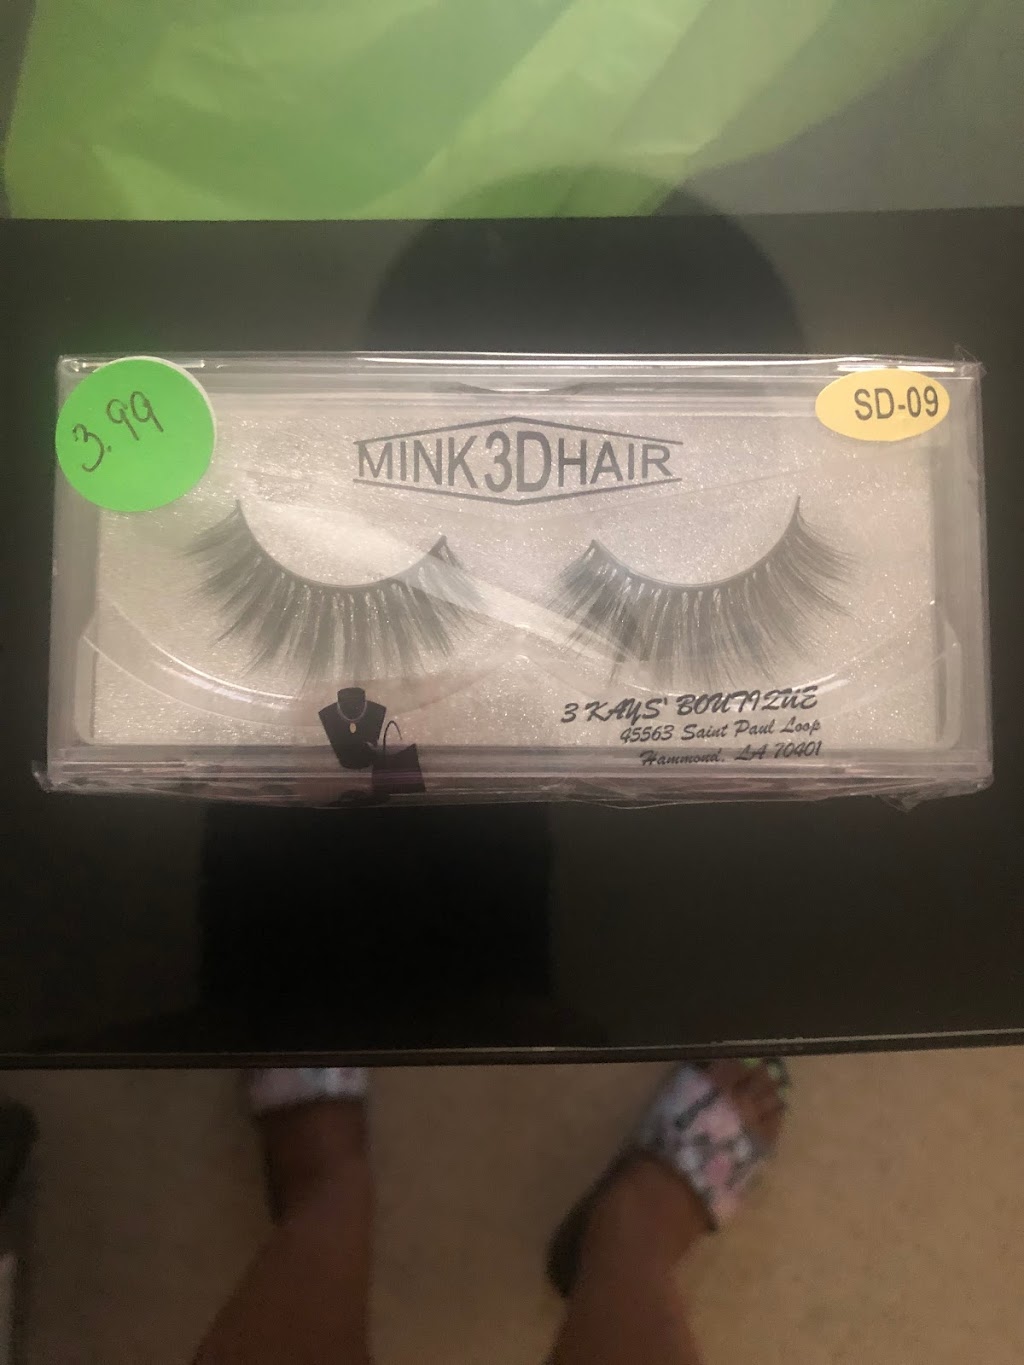 3.99
SD-09
MINK3DHAIR
3 KAYS' BOUTIQUE
45563 Saint Paul Loop
Hammond, LA 70401